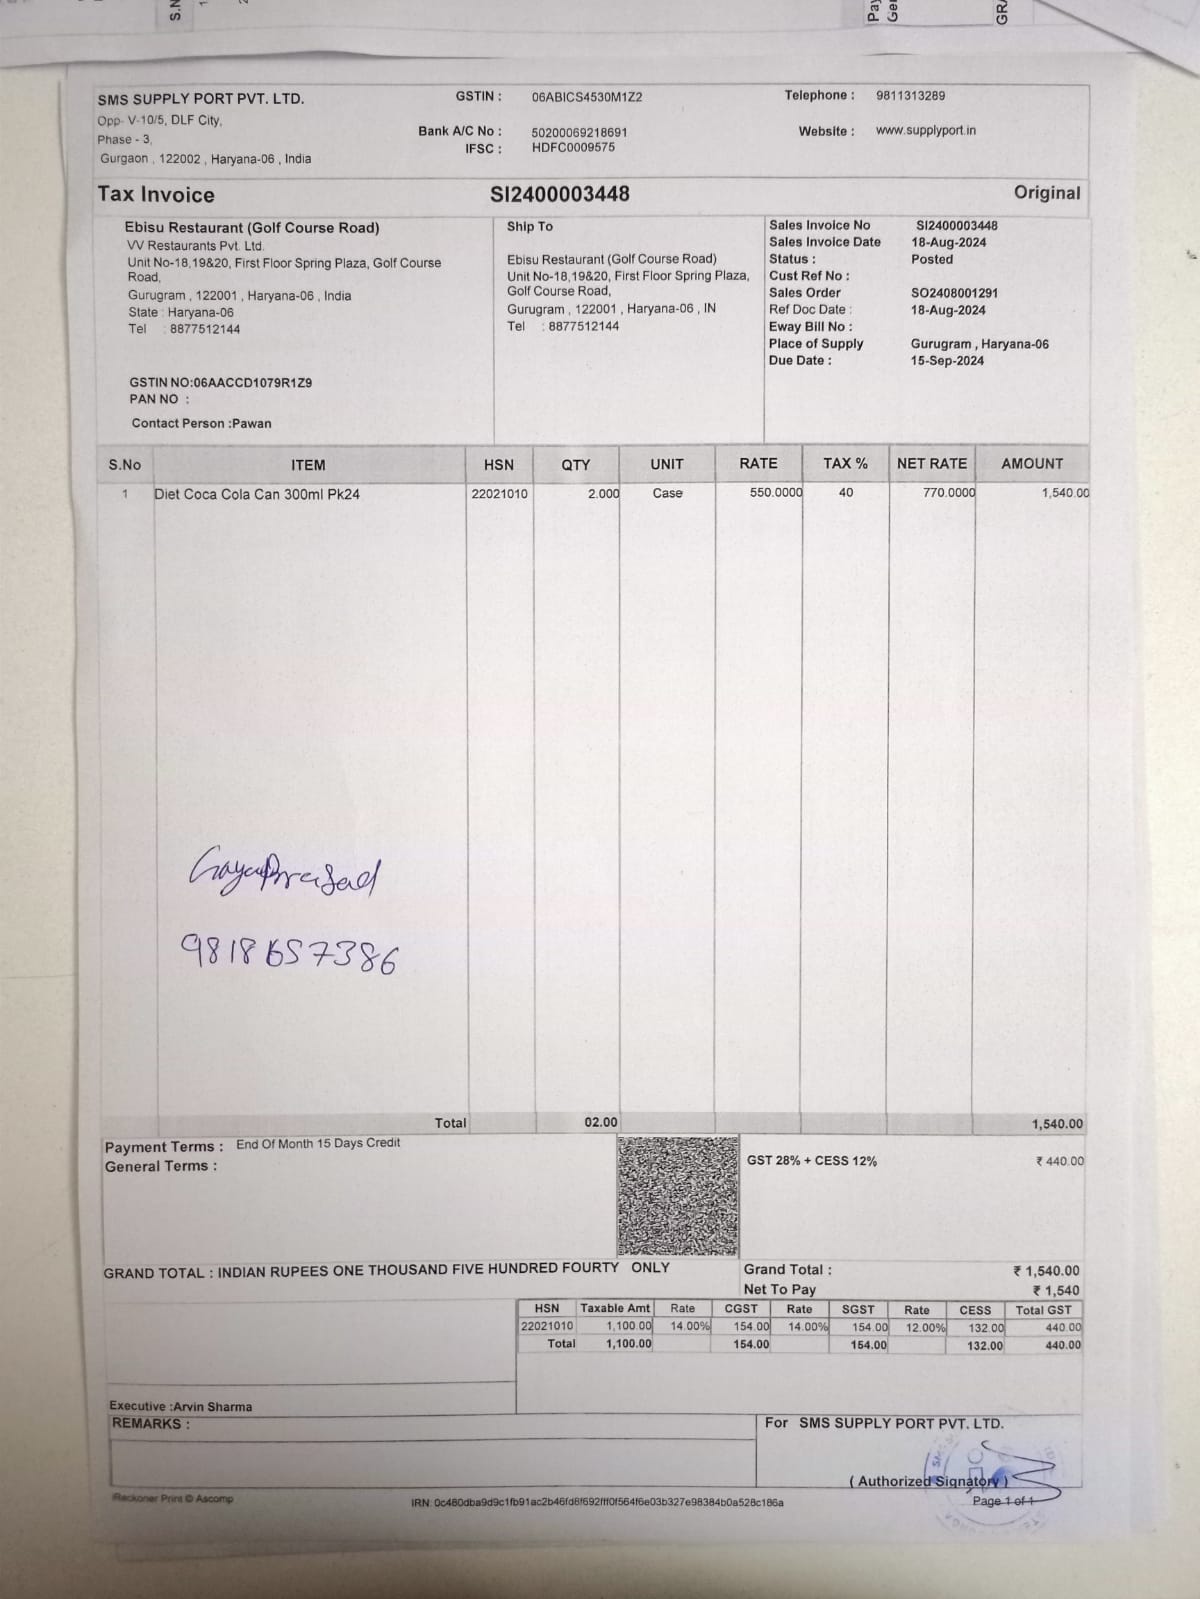 S.N
Pay
Ge
GRA
SMS SUPPLY PORT PVT. LTD.
Opp- V-10/5, DLF City,
Phase - 3,
Gurgaon , 122002 , Haryana-06 , India
GSTIN : 06ABICS4530M1Z2
Bank A/C No : 50200069218691
IFSC : HDFC0009575
Telephone : 9811313289
Website : www.supplyport.in
Tax Invoice SI2400003448 Original
Ebisu Restaurant (Golf Course Road)
VV Restaurants Pvt. Ltd.
Unit No-18,19&20, First Floor Spring Plaza, Golf Course
Road,
Gurugram , 122001 , Haryana-06 , India
State : Haryana-06
Tel : 8877512144
GSTIN NO:06AACCD1079R1Z9
PAN NO :
Contact Person :Pawan
Ship To
Ebisu Restaurant (Golf Course Road)
Unit No-18,19&20, First Floor Spring Plaza,
Golf Course Road,
Gurugram , 122001 , Haryana-06 , IN
Tel : 8877512144
Sales Invoice No SI2400003448
Sales Invoice Date 18-Aug-2024
Status : Posted
Cust Ref No :
Sales Order SO2408001291
Ref Doc Date : 18-Aug-2024
Eway Bill No :
Place of Supply Gurugram , Haryana-06
Due Date : 15-Sep-2024
S.No ITEM HSN QTY UNIT RATE TAX % NET RATE AMOUNT
1 Diet Coca Cola Can 300ml Pk24 22021010 2.000 Case 550.0000 40 770.0000 1,540.00
GayaPrasad
9818657386
Total 02.00 1,540.00
Payment Terms : End Of Month 15 Days Credit
General Terms :
GST 28% + CESS 12% ₹ 440.00
GRAND TOTAL : INDIAN RUPEES ONE THOUSAND FIVE HUNDRED FOURTY ONLY
Grand Total : ₹ 1,540.00
Net To Pay ₹ 1,540
HSN Taxable Amt Rate CGST Rate SGST Rate CESS Total GST
22021010 1,100.00 14.00% 154.00 14.00% 154.00 12.00% 132.00 440.00
Total 1,100.00 154.00 154.00 132.00 440.00
Executive :Arvin Sharma
REMARKS :
For SMS SUPPLY PORT PVT. LTD.
( Authorized Signatory )
iReckoner Print © Ascomp
IRN: 0c480dba9d9c1fb91ac2b46fd8f692fff0f564f6e03b327e98384b0a528c186a
Page 1 of 1